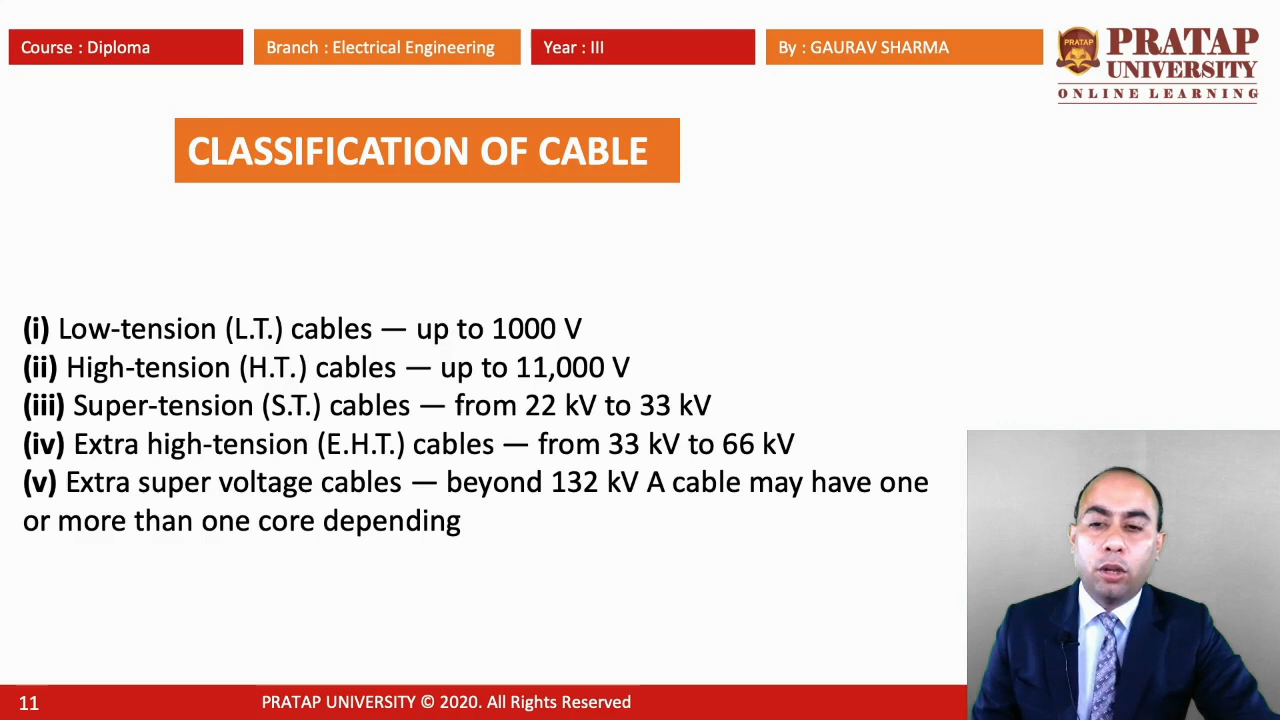 Course : Diploma
Branch : Electrical Engineering
Year : III
By : GAURAV SHARMA
PRATAP
PRATAP
UNIVERSITY
ONLINE LEARNING
CLASSIFICATION OF CABLE
(i) Low-tension (L.T.) cables — up to 1000 V
(ii) High-tension (H.T.) cables — up to 11,000 V
(iii) Super-tension (S.T.) cables — from 22 kV to 33 kV
(iv) Extra high-tension (E.H.T.) cables — from 33 kV to 66 kV
(v) Extra super voltage cables — beyond 132 kV A cable may have one
or more than one core depending
11
PRATAP UNIVERSITY © 2020. All Rights Reserved